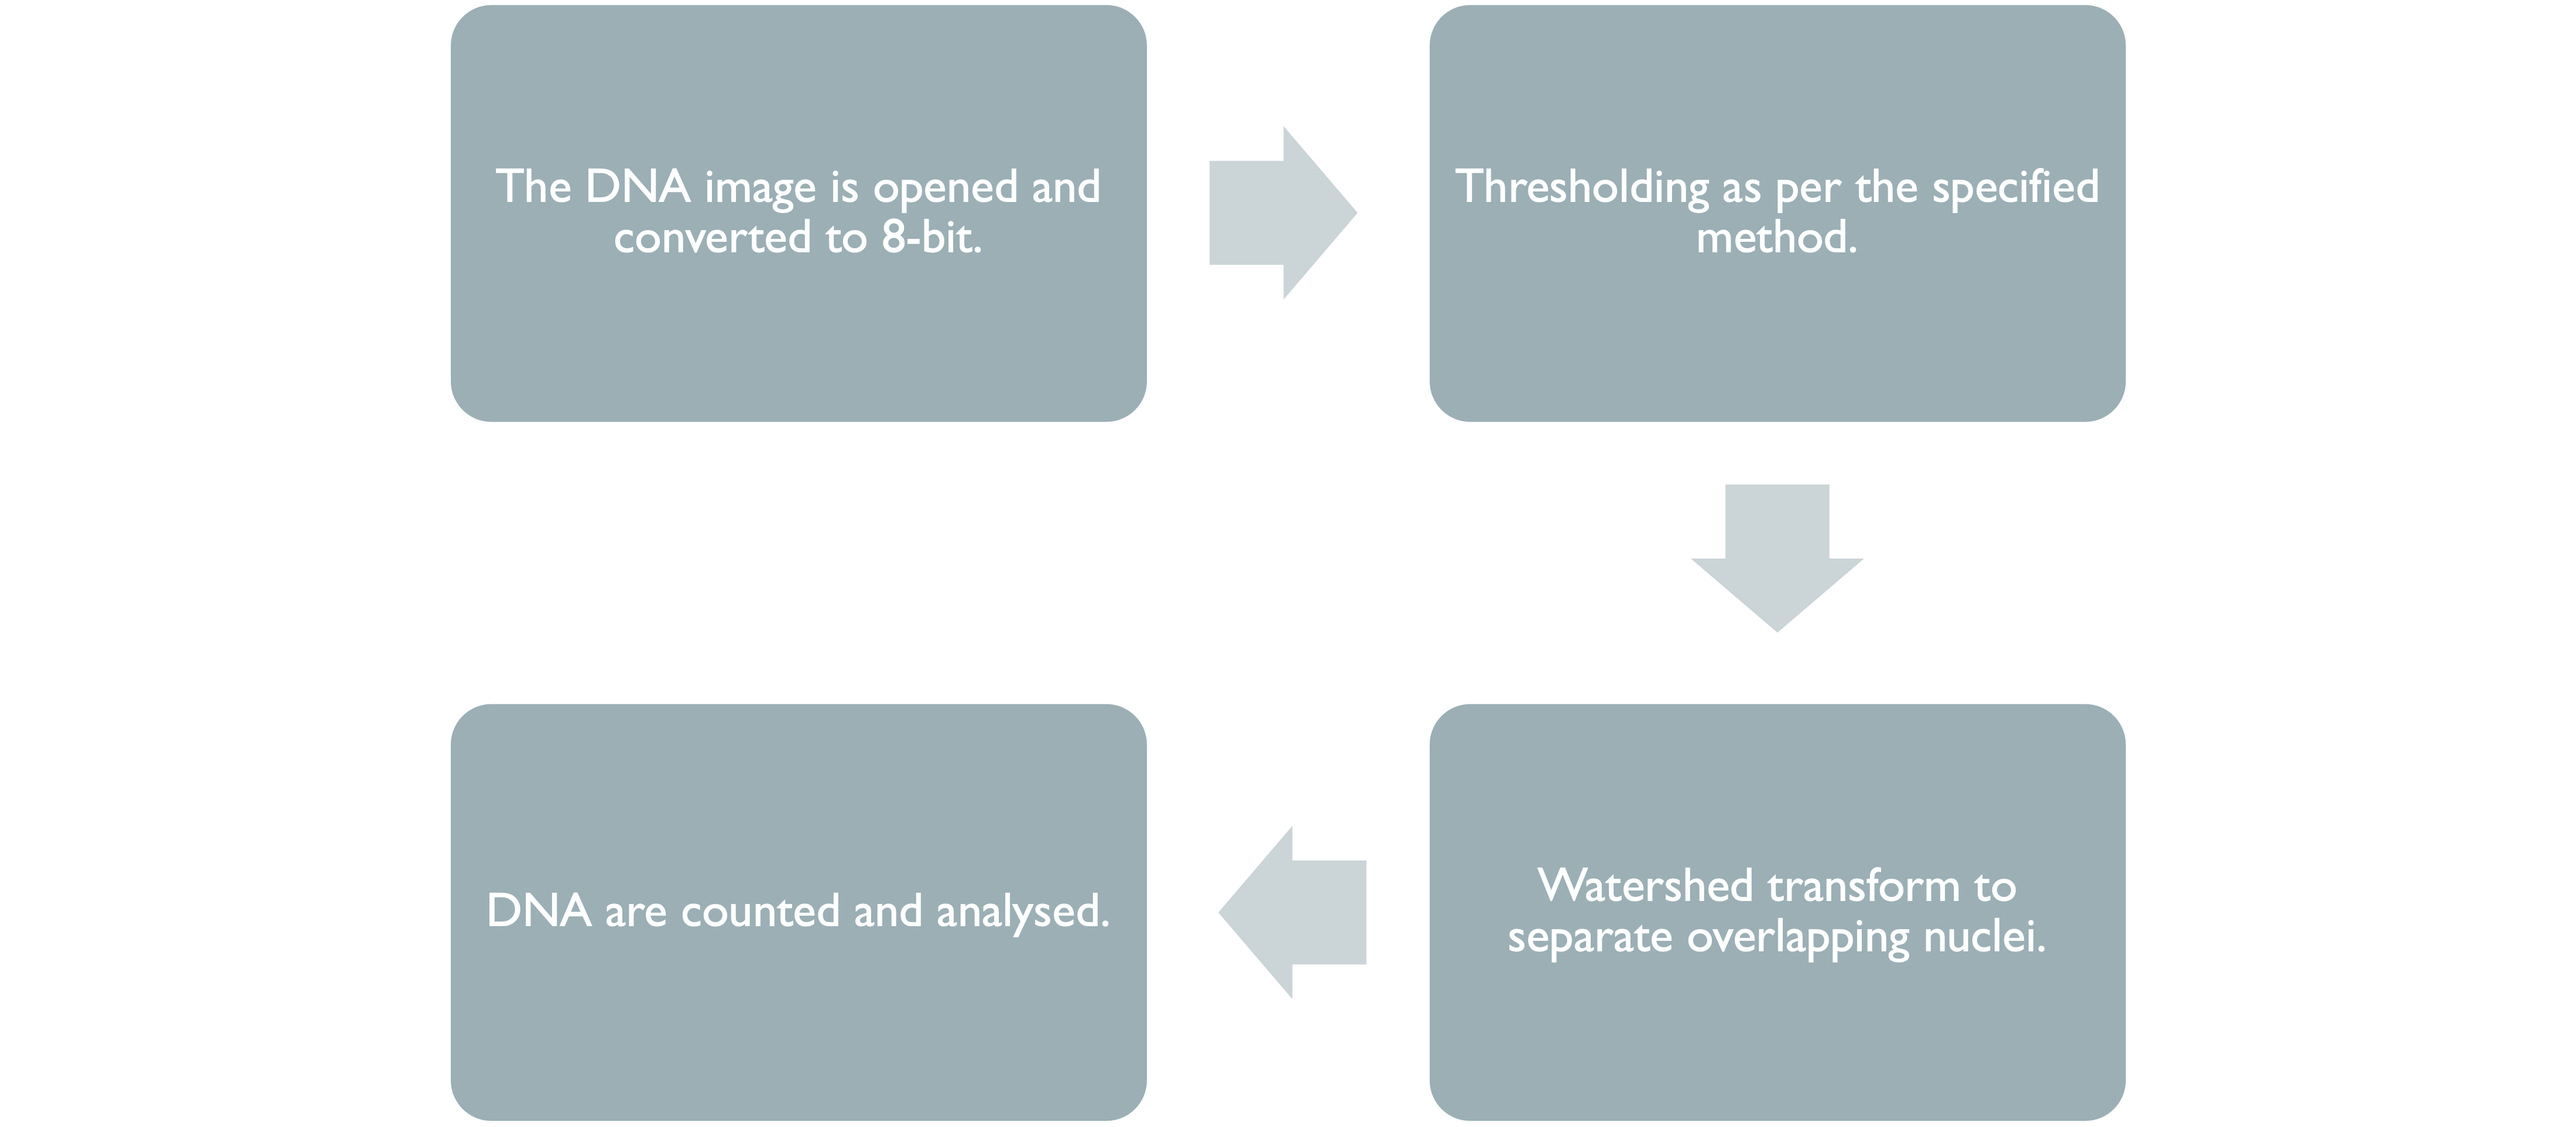 The DNA image is opened and
converted to 8-bit.
Thresholding as per the specified
method.
Watershed transform to
separate overlapping nuclei.
DNA are counted and analysed.